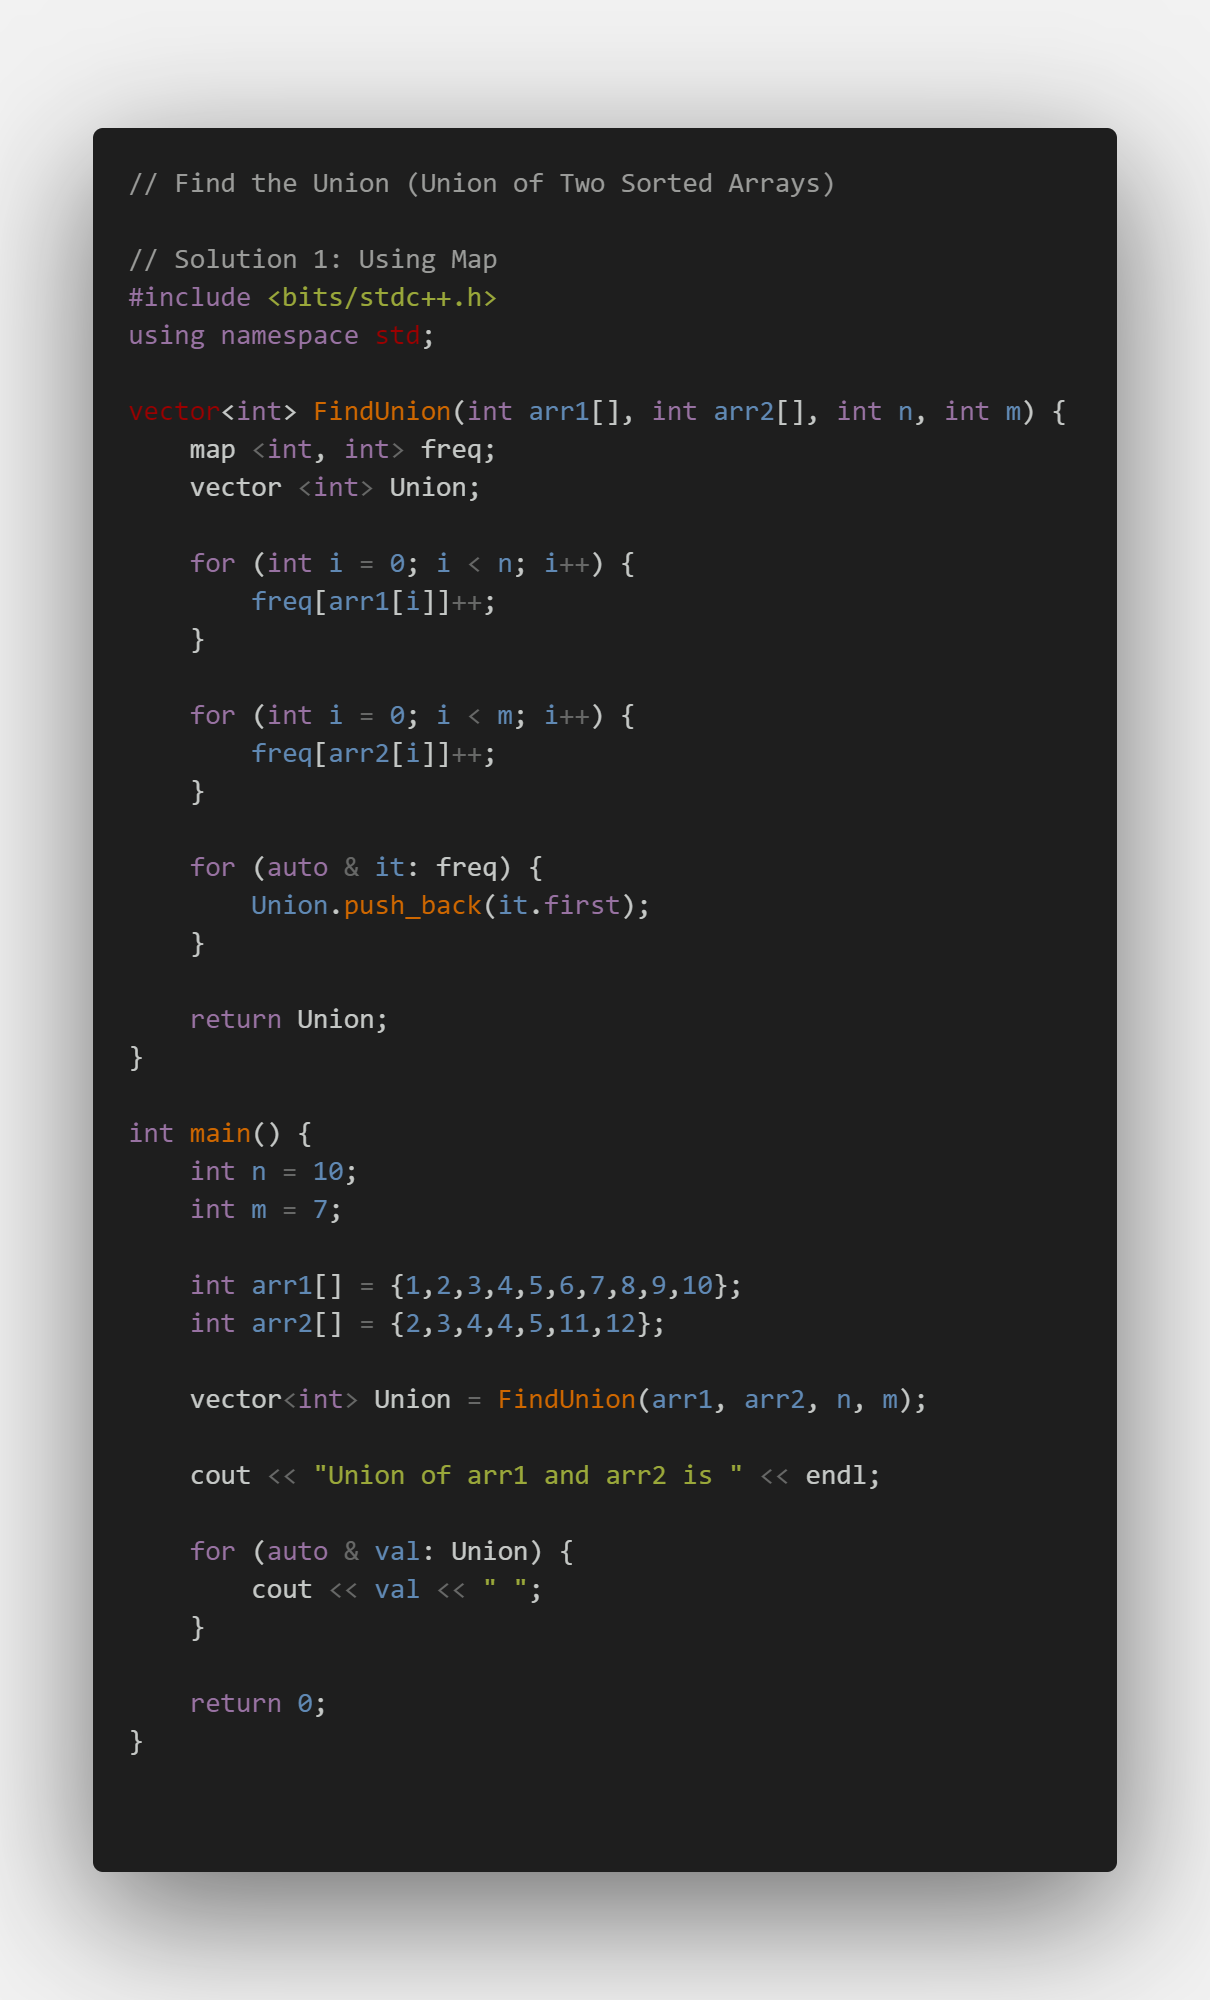 // Find the Union (Union of Two Sorted Arrays)

// Solution 1: Using Map
#include <bits/stdc++.h>
using namespace std;

vector<int> FindUnion(int arr1[], int arr2[], int n, int m) {
    map <int, int> freq;
    vector <int> Union;

    for (int i = 0; i < n; i++) {
        freq[arr1[i]]++;
    }

    for (int i = 0; i < m; i++) {
        freq[arr2[i]]++;
    }

    for (auto & it: freq) {
        Union.push_back(it.first);
    }

    return Union;
}

int main() {
    int n = 10;
    int m = 7;

    int arr1[] = {1,2,3,4,5,6,7,8,9,10};
    int arr2[] = {2,3,4,4,5,11,12};

    vector<int> Union = FindUnion(arr1, arr2, n, m);

    cout << "Union of arr1 and arr2 is " << endl;

    for (auto & val: Union) {
        cout << val << " ";
    }

    return 0;
}